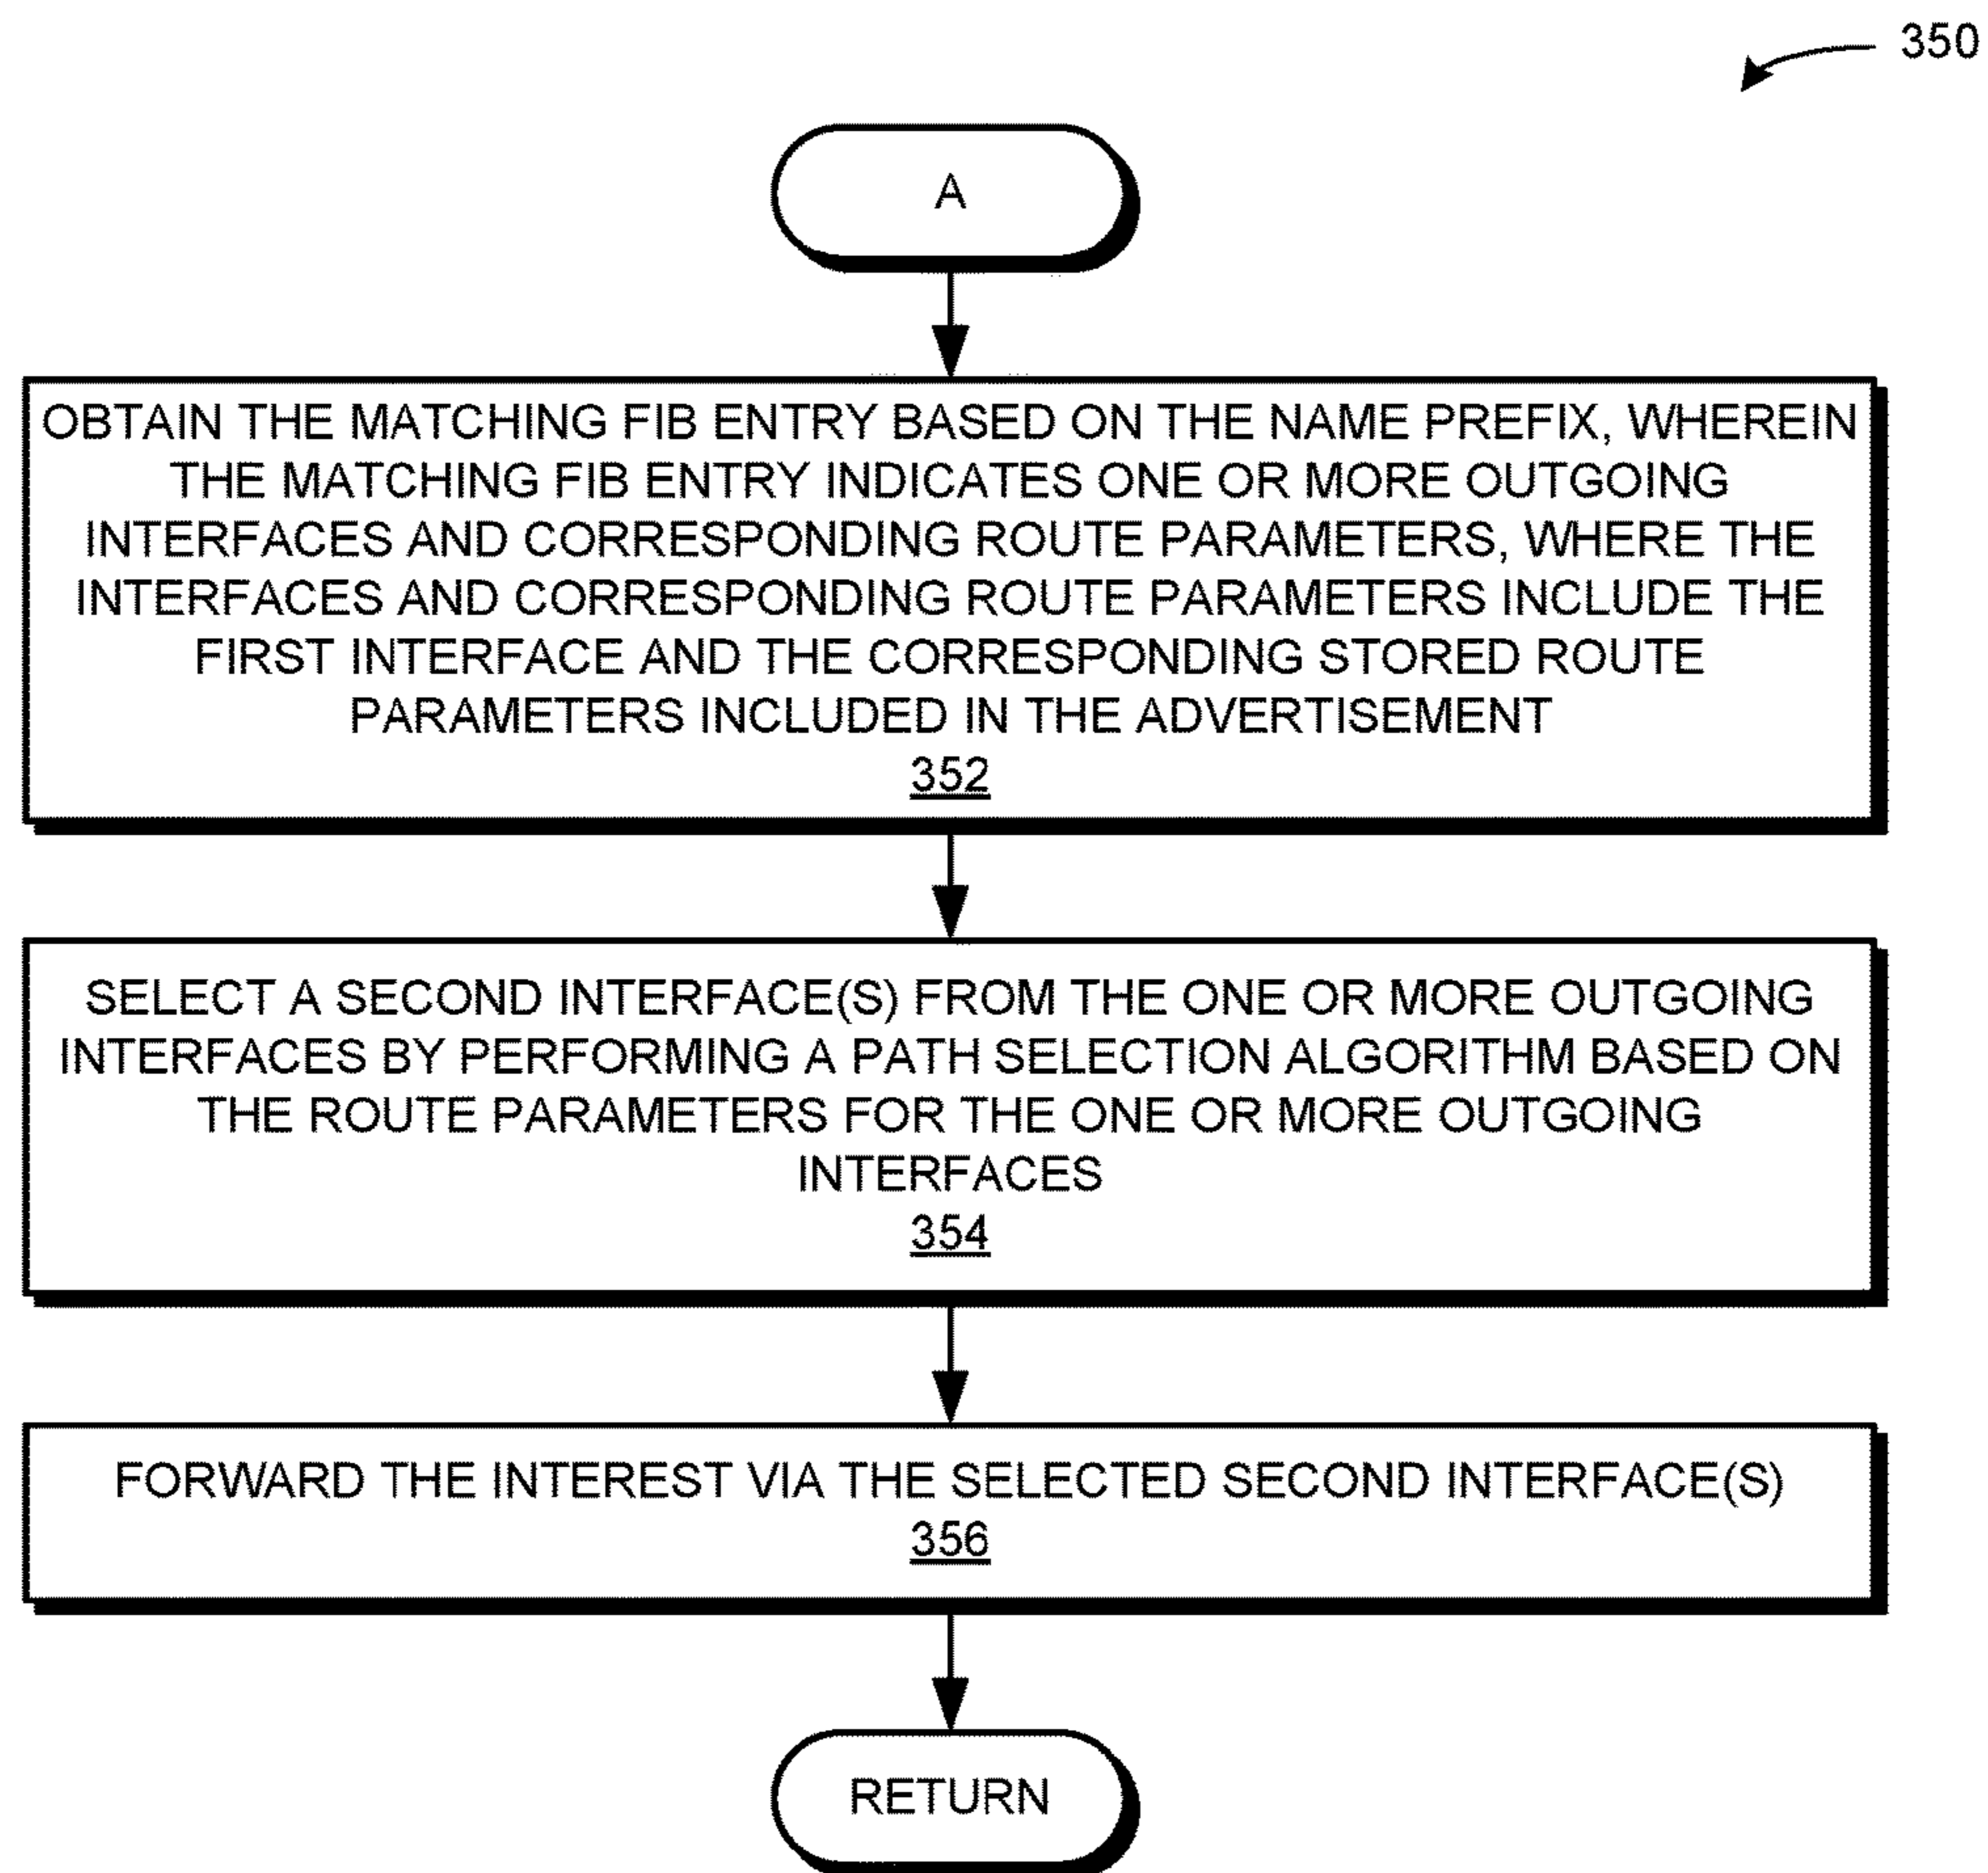 350
A
OBTAIN THE MATCHING FIB ENTRY BASED ON THE NAME PREFIX, WHEREIN
THE MATCHING FIB ENTRY INDICATES ONE OR MORE OUTGOING
INTERFACES AND CORRESPONDING ROUTE PARAMETERS, WHERE THE
INTERFACES AND CORRESPONDING ROUTE PARAMETERS INCLUDE THE
FIRST INTERFACE AND THE CORRESPONDING STORED ROUTE
PARAMETERS INCLUDED IN THE ADVERTISEMENT
352
SELECT A SECOND INTERFACE(S) FROM THE ONE OR MORE OUTGOING
INTERFACES BY PERFORMING A PATH SELECTION ALGORITHM BASED ON
THE ROUTE PARAMETERS FOR THE ONE OR MORE OUTGOING
INTERFACES
354
FORWARD THE INTEREST VIA THE SELECTED SECOND INTERFACE(S)
356
RETURN